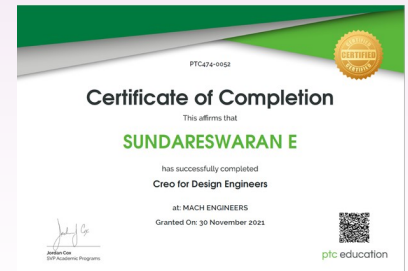 PTC474-0052
CERTIFIED
Certificate of Completion
This affirms that
SUNDARESWARAN E
has successfully completed
Creo for Design Engineers
at: MACH ENGINEERS
Granted On: 30 November 2021
Jordan Cox
SVP Academic Programs
ptc education